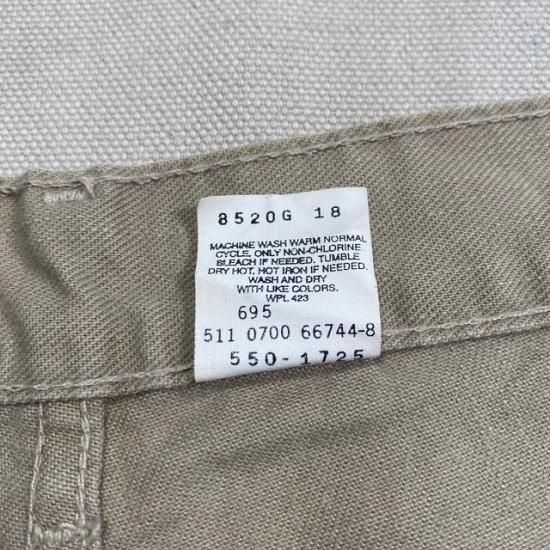 8520G 18
MACHINE WASH WARM NORMAL
CYCLE. ONLY NON-CHLORINE
BLEACH IF NEEDED. TUMBLE
DRY HOT. HOT IRON IF NEEDED.
WASH AND DRY
WITH LIKE COLORS.
WPL 423
695
511 0700 66744-8
550-1725